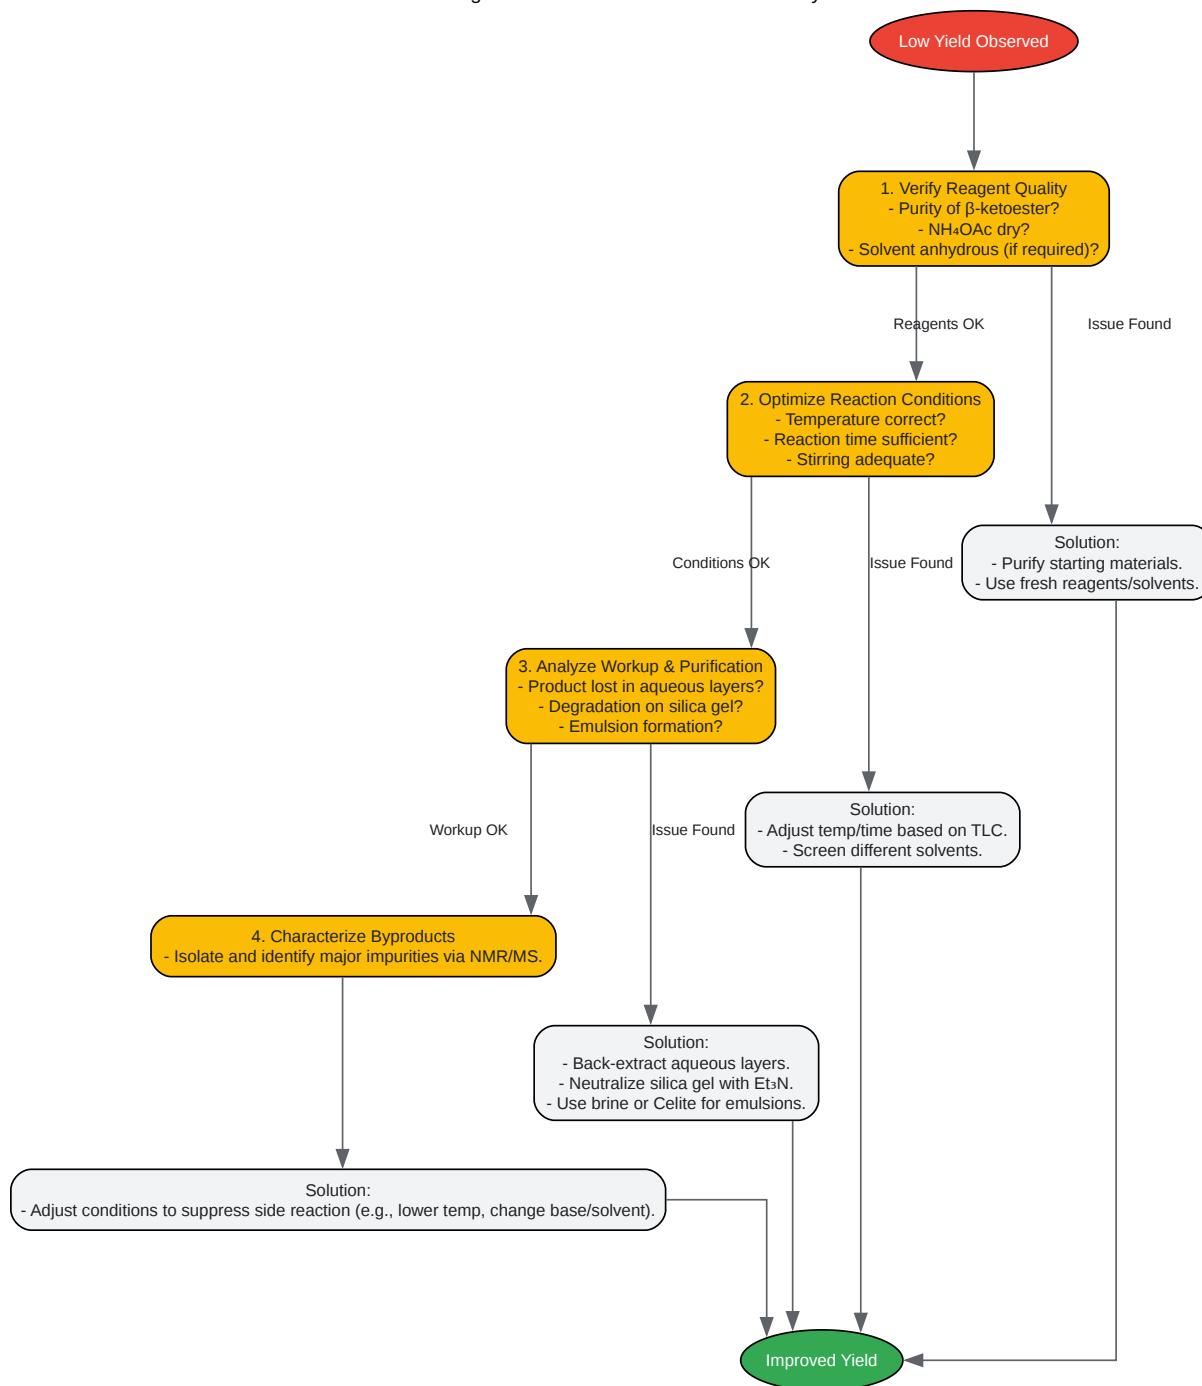 Low Yield Observed
1. Verify Reagent Quality
- Purity of β-ketoester?
- NH₄OAc dry?
- Solvent anhydrous (if required)?
Reagents OK
Issue Found
2. Optimize Reaction Conditions
- Temperature correct?
- Reaction time sufficient?
- Stirring adequate?
Solution:
- Purify starting materials.
- Use fresh reagents/solvents.
Conditions OK
Issue Found
3. Analyze Workup & Purification
- Product lost in aqueous layers?
- Degradation on silica gel?
- Emulsion formation?
Solution:
- Adjust temp/time based on TLC.
- Screen different solvents.
Workup OK
Issue Found
4. Characterize Byproducts
- Isolate and identify major impurities via NMR/MS.
Solution:
- Back-extract aqueous layers.
- Neutralize silica gel with Et₃N.
- Use brine or Celite for emulsions.
Solution:
- Adjust conditions to suppress side reaction (e.g., lower temp, change base/solvent).
Improved Yield